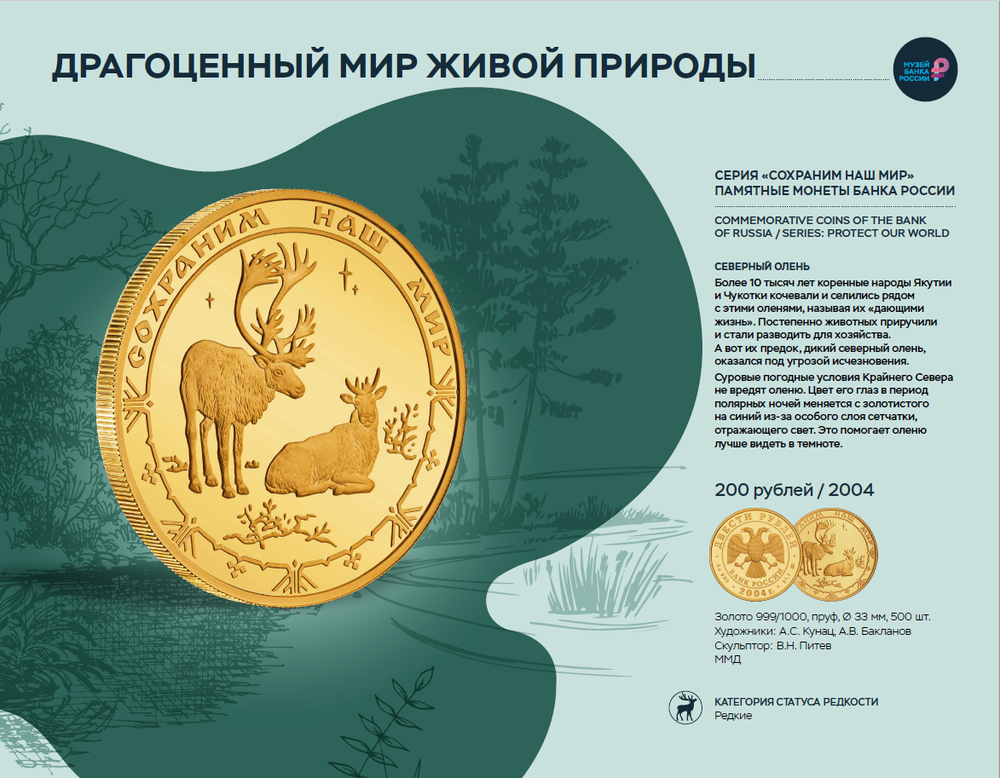 ДРАГОЦЕННЫЙ МИР ЖИВОЙ ПРИРОДЫ
МУЗЕЙ
БАНКА
РОССИИ
СОХРАНИМ НАШ МИР
СЕРИЯ «СОХРАНИМ НАШ МИР»
ПАМЯТНЫЕ МОНЕТЫ БАНКА РОССИИ
COMMEMORATIVE COINS OF THE BANK
OF RUSSIA / SERIES: PROTECT OUR WORLD
СЕВЕРНЫЙ ОЛЕНЬ
Более 10 тысяч лет коренные народы Якутии
и Чукотки кочевали и селились рядом
с этими оленями, называя их «дающими
жизнь». Постепенно животных приручили
и стали разводить для хозяйства.
А вот их предок, дикий северный олень,
оказался под угрозой исчезновения.
Суровые погодные условия Крайнего Севера
не вредят оленю. Цвет его глаз в период
полярных ночей меняется с золотистого
на синий из-за особого слоя сетчатки,
отражающего свет. Это помогает оленю
лучше видеть в темноте.
200 рублей / 2004
ДВЕСТИ РУБЛЕЙ
БАНК РОССИИ
2004 г.
НАШ МИР
Золото 999/1000, пруф, Ø 33 мм, 500 шт.
Художники: А.С. Кунац, А.В. Бакланов
Скульптор: В.Н. Питев
ММД
КАТЕГОРИЯ СТАТУСА РЕДКОСТИ
Редкие